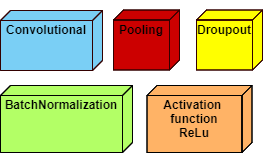 Convolutional
Pooling
Droupout
BatchNormalization
Activation
function
ReLu